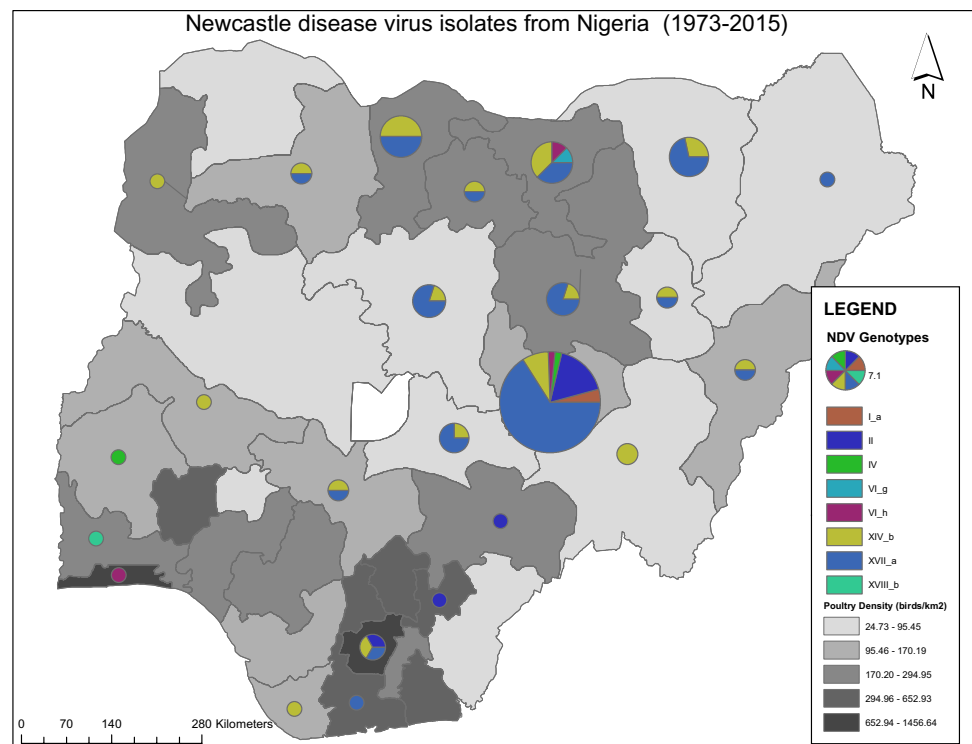 Newcastle disease virus isolates from Nigeria (1973-2015)
N
LEGEND
NDV Genotypes
7.1
I_a
II
IV
VI_g
VI_h
XIV_b
XVII_a
XVIII_b
Poultry Density (birds/km2)
24.73 - 95.45
95.46 - 170.19
170.20 - 294.95
294.96 - 652.93
652.94 - 1456.64
0 70 140 280 Kilometers